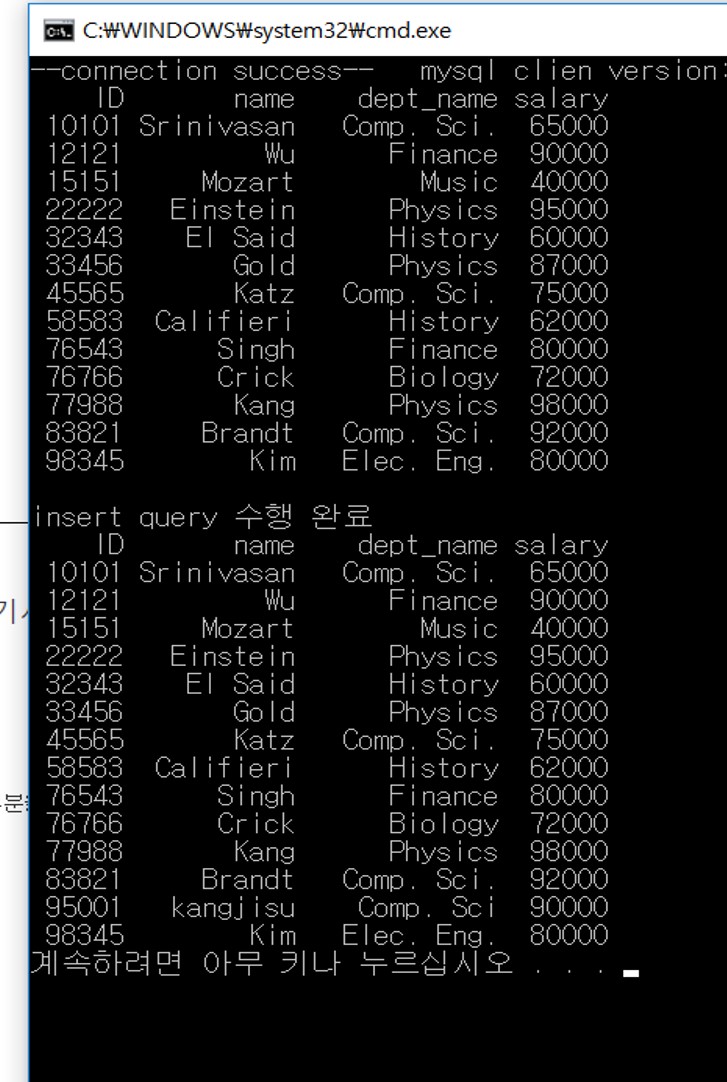 C:₩WINDOWS₩system32₩cmd.exe
--connection success-- mysql clien version:
ID name dept_name salary
10101 Srinivasan Comp. Sci. 65000
12121 Wu Finance 90000
15151 Mozart Music 40000
22222 Einstein Physics 95000
32343 El Said History 60000
33456 Gold Physics 87000
45565 Katz Comp. Sci. 75000
58583 Califieri History 62000
76543 Singh Finance 80000
76766 Crick Biology 72000
77988 Kang Physics 98000
83821 Brandt Comp. Sci. 92000
98345 Kim Elec. Eng. 80000
insert query 수행 완료
ID name dept_name salary
10101 Srinivasan Comp. Sci. 65000
12121 Wu Finance 90000
15151 Mozart Music 40000
22222 Einstein Physics 95000
32343 El Said History 60000
33456 Gold Physics 87000
45565 Katz Comp. Sci. 75000
58583 Califieri History 62000
76543 Singh Finance 80000
76766 Crick Biology 72000
77988 Kang Physics 98000
83821 Brandt Comp. Sci. 92000
95001 kangjisu Comp. Sci 90000
98345 Kim Elec. Eng. 80000
계속하려면 아무 키나 누르십시오 . . .